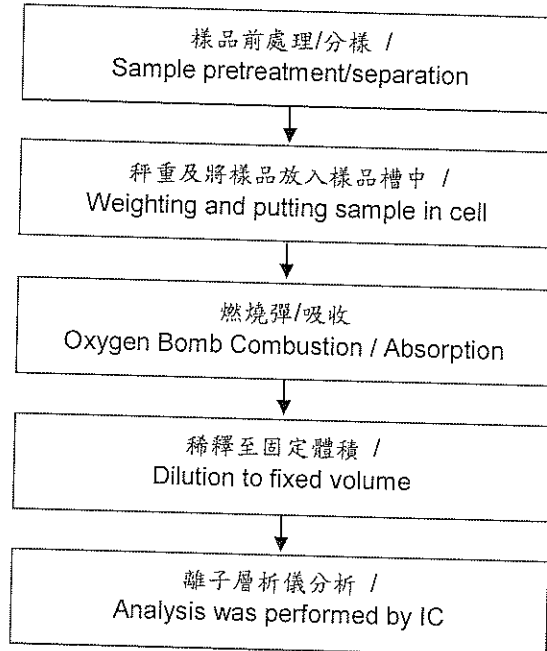 樣品前處理/分樣 /
Sample pretreatment/separation
秤重及將樣品放入樣品槽中 /
Weighting and putting sample in cell
燃燒彈/吸收
Oxygen Bomb Combustion / Absorption
稀釋至固定體積 /
Dilution to fixed volume
離子層析儀分析 /
Analysis was performed by IC